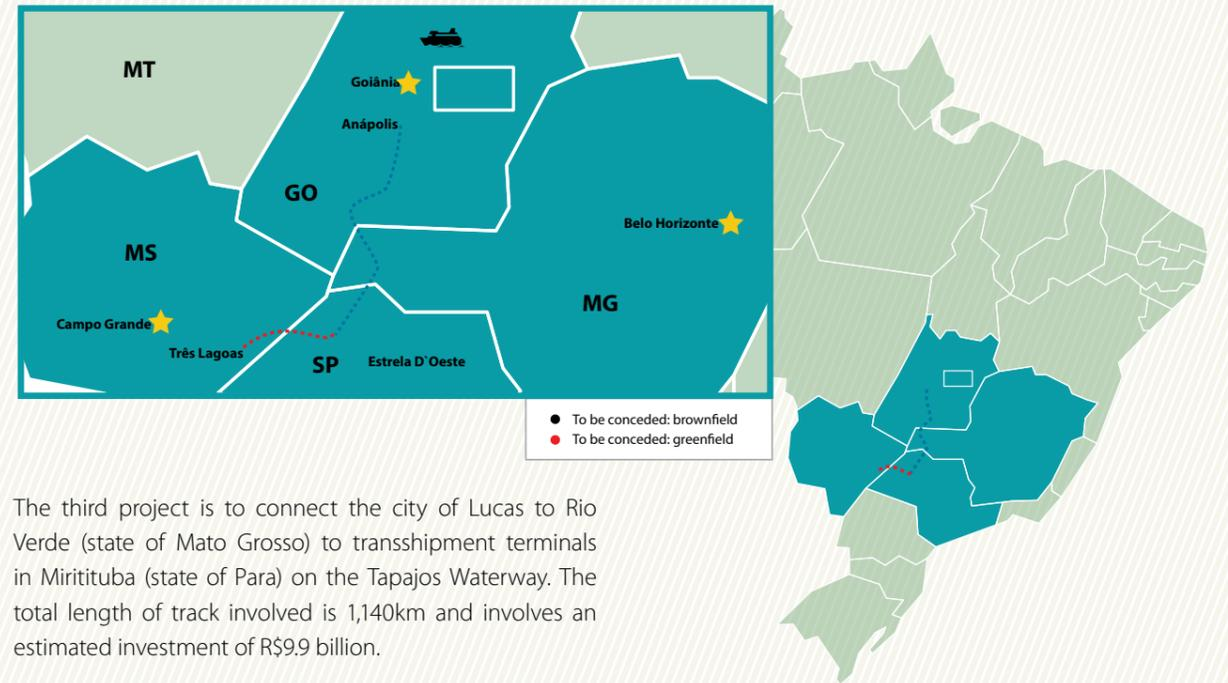 MT
Goiânia
Anápolis
GO
Belo Horizonte
MS
MG
Campo Grande
Três Lagoas
SP
Estrela D`Oeste
To be conceded: brownfield
To be conceded: greenfield
The third project is to connect the city of Lucas to Rio
Verde (state of Mato Grosso) to transshipment terminals
in Miritituba (state of Para) on the Tapajos Waterway. The
total length of track involved is 1,140km and involves an
estimated investment of R$9.9 billion.